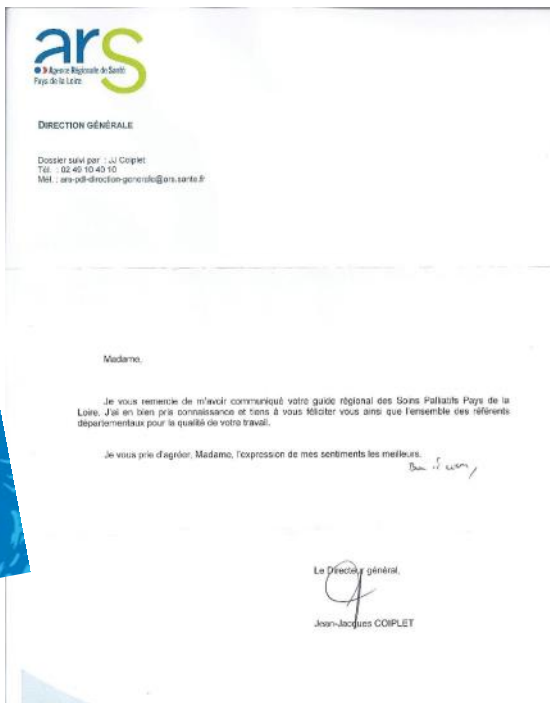 ars
Agence Régionale de Santé
Pays de la Loire
DIRECTION GÉNÉRALE
Dossier suivi par : JJ Coiplet
Tél. : 02 49 10 40 10
Mél. : ars-pdl-direction-generale@ars.sante.fr
Madame,
Je vous remercie de m'avoir communiqué votre guide régional des Soins Palliatifs Pays de la
Loire. J'ai en bien pris connaissance et tiens à vous féliciter vous ainsi que l'ensemble des référents
départementaux pour la qualité de votre travail.
Je vous prie d'agréer, Madame, l'expression de mes sentiments les meilleurs.
Le Directeur général,
Jean-Jacques COIPLET